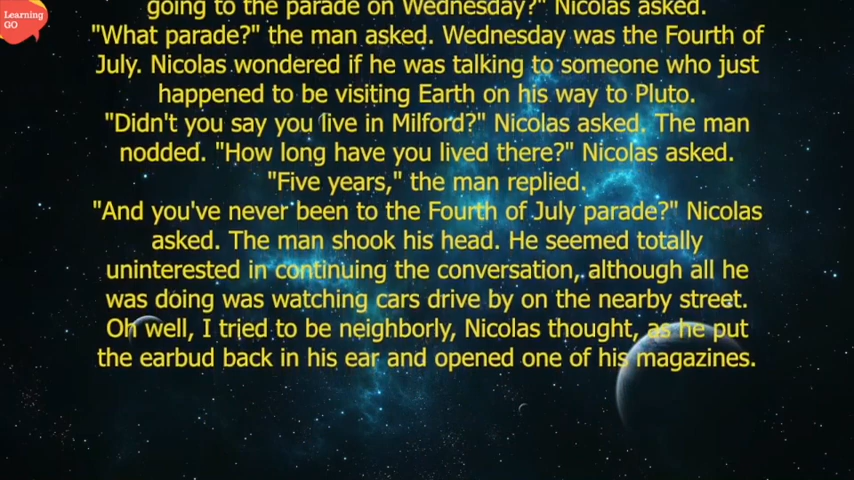 Learning
GO
going to the parade on Wednesday?" Nicolas asked.
"What parade?" the man asked. Wednesday was the Fourth of
July. Nicolas wondered if he was talking to someone who just
happened to be visiting Earth on his way to Pluto.
"Didn't you say you live in Milford?" Nicolas asked. The man
nodded. "How long have you lived there?" Nicolas asked.
"Five years," the man replied.
"And you've never been to the Fourth of July parade?" Nicolas
asked. The man shook his head. He seemed totally
uninterested in continuing the conversation, although all he
was doing was watching cars drive by on the nearby street.
Oh well, I tried to be neighborly, Nicolas thought, as he put
the earbud back in his ear and opened one of his magazines.